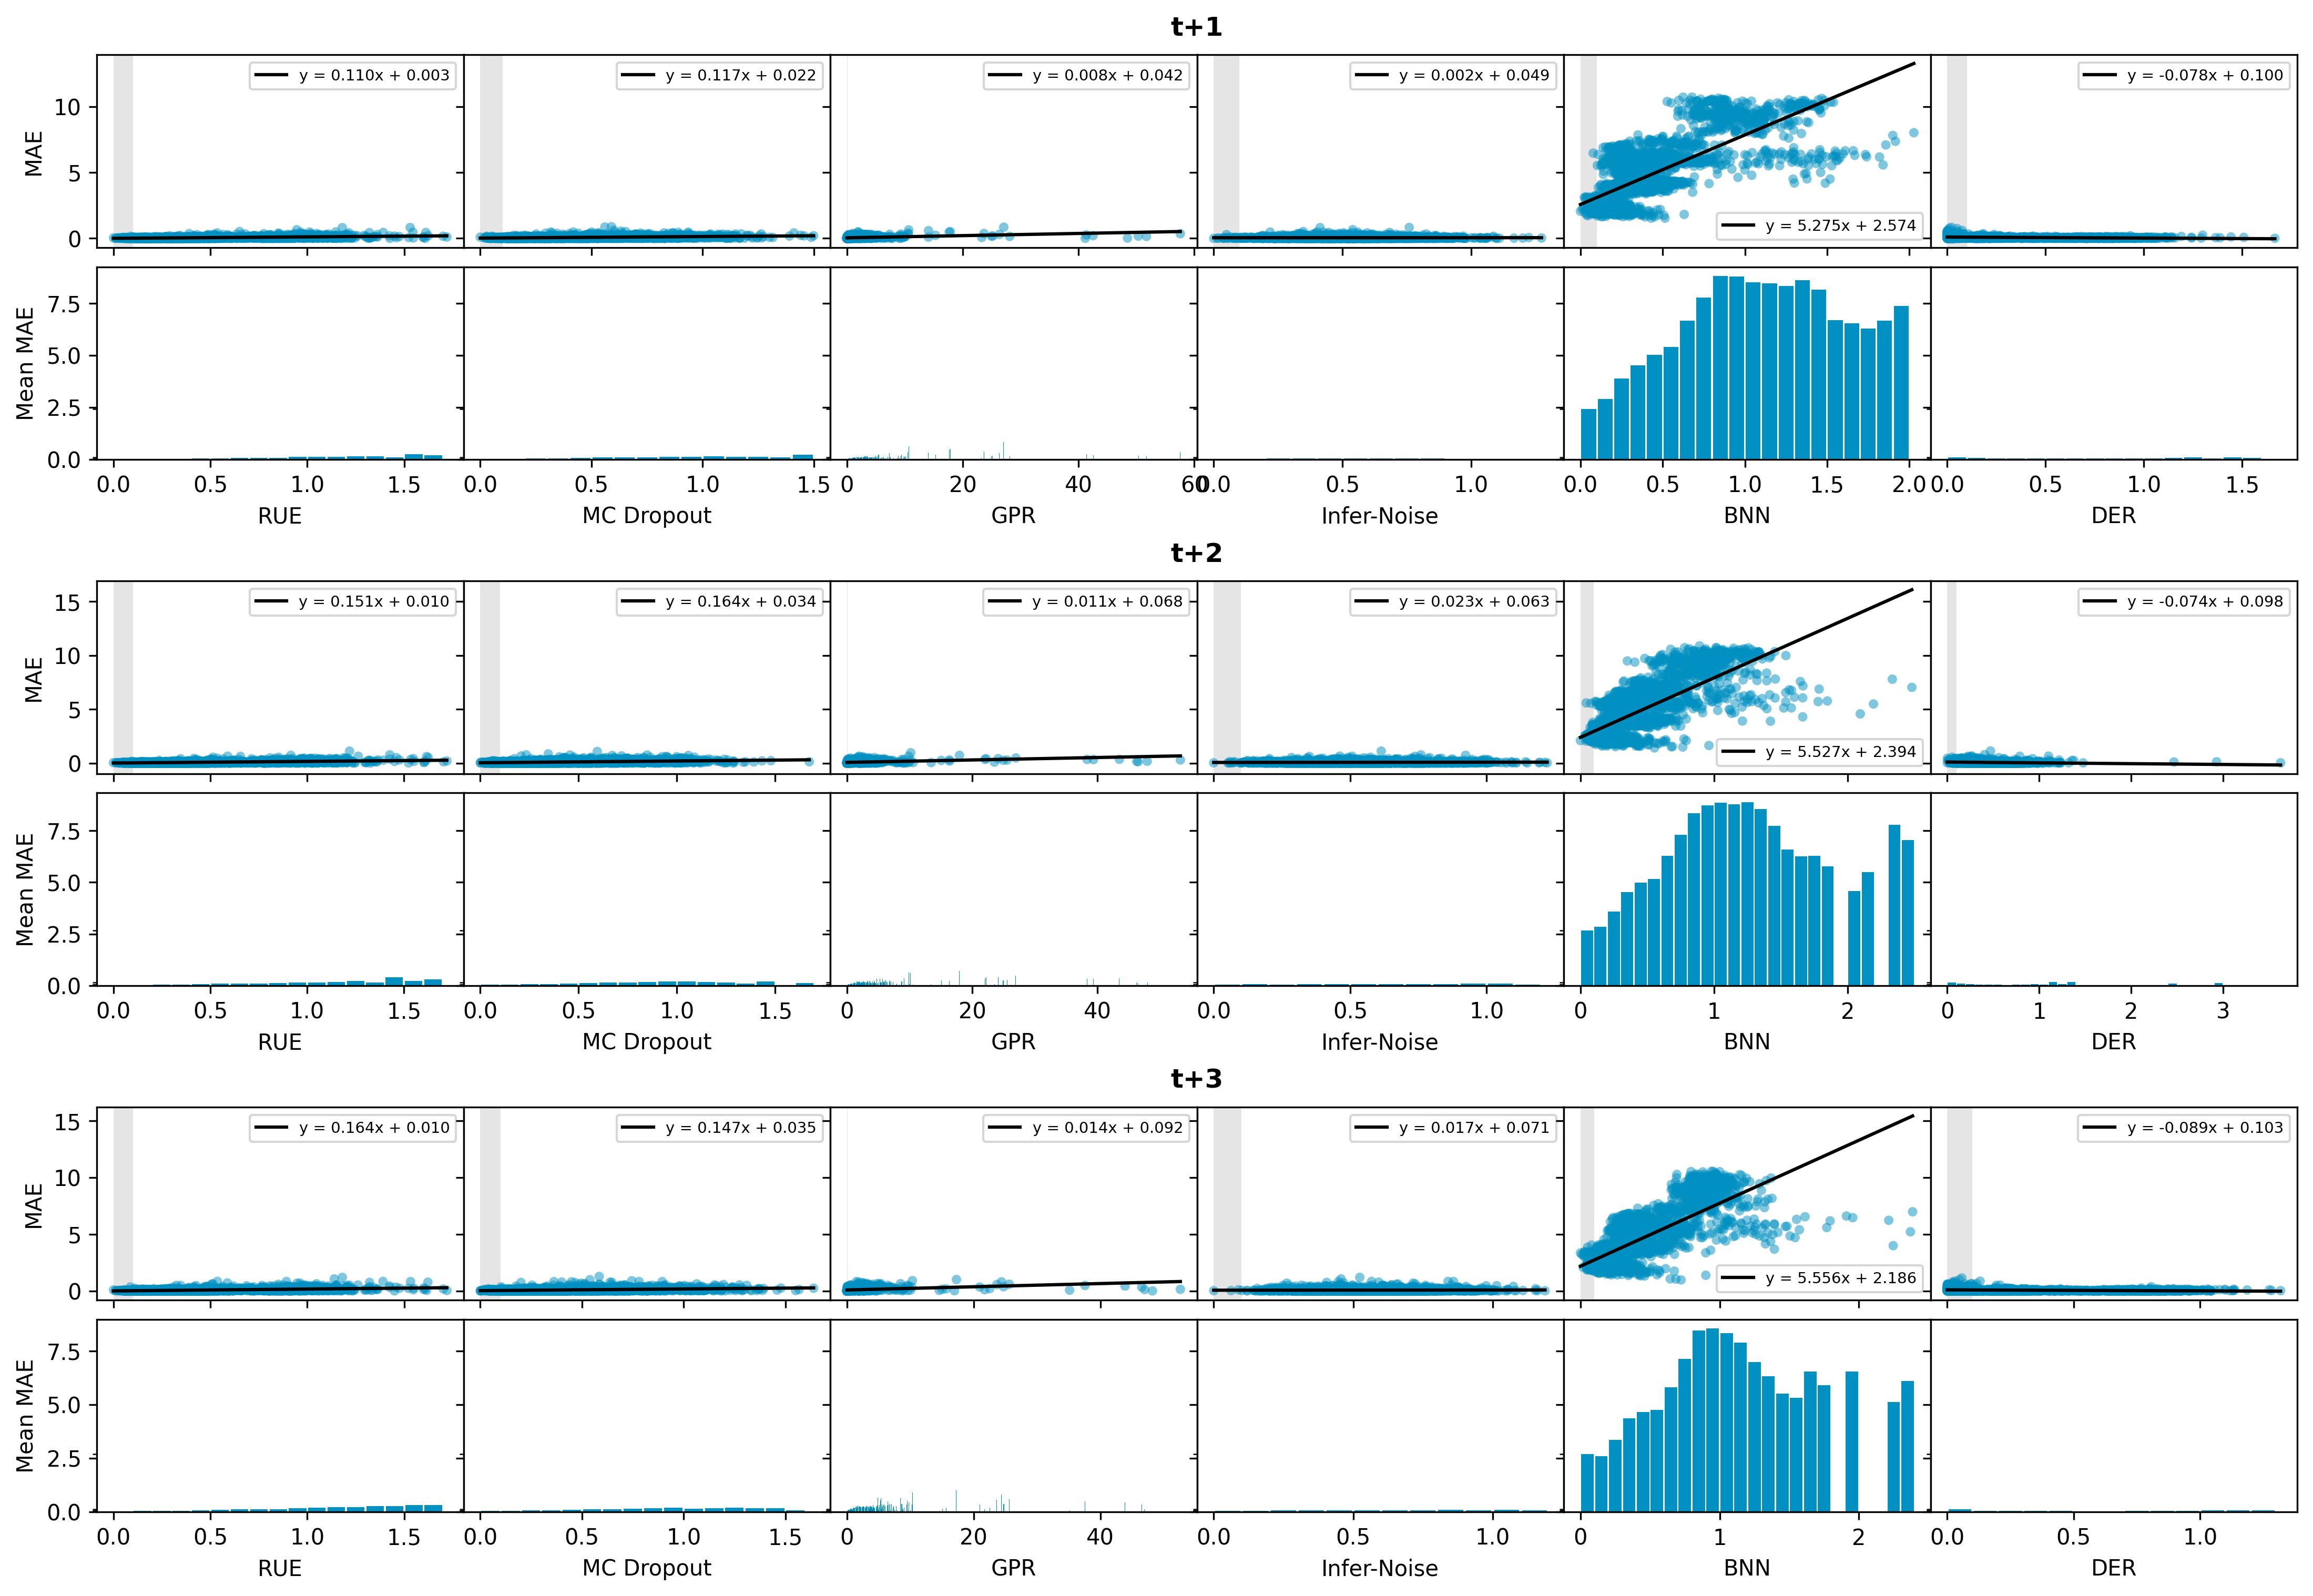 t+1
y = 0.110x + 0.003
y = 0.117x + 0.022
y = 0.008x + 0.042
y = 0.002x + 0.049
y = 5.275x + 2.574
y = -0.078x + 0.100
MAE
10
5
0
Mean MAE
7.5
5.0
2.5
0.0
0.0 0.5 1.0 1.5
0.0 0.5 1.0 1.5
0 20 40 60
0.0 0.5 1.0
0.0 0.5 1.0 1.5 2.0
0.0 0.5 1.0 1.5
RUE
MC Dropout
GPR
Infer-Noise
BNN
DER
t+2
y = 0.151x + 0.010
y = 0.164x + 0.034
y = 0.011x + 0.068
y = 0.023x + 0.063
y = 5.527x + 2.394
y = -0.074x + 0.098
MAE
15
10
5
0
Mean MAE
7.5
5.0
2.5
0.0
0.0 0.5 1.0 1.5
0.0 0.5 1.0 1.5
0 20 40
0.0 0.5 1.0
0 1 2
0 1 2 3
RUE
MC Dropout
GPR
Infer-Noise
BNN
DER
t+3
y = 0.164x + 0.010
y = 0.147x + 0.035
y = 0.014x + 0.092
y = 0.017x + 0.071
y = 5.556x + 2.186
y = -0.089x + 0.103
MAE
15
10
5
0
Mean MAE
7.5
5.0
2.5
0.0
0.0 0.5 1.0 1.5
0.0 0.5 1.0 1.5
0 20 40
0.0 0.5 1.0
0 1 2
0.0 0.5 1.0
RUE
MC Dropout
GPR
Infer-Noise
BNN
DER